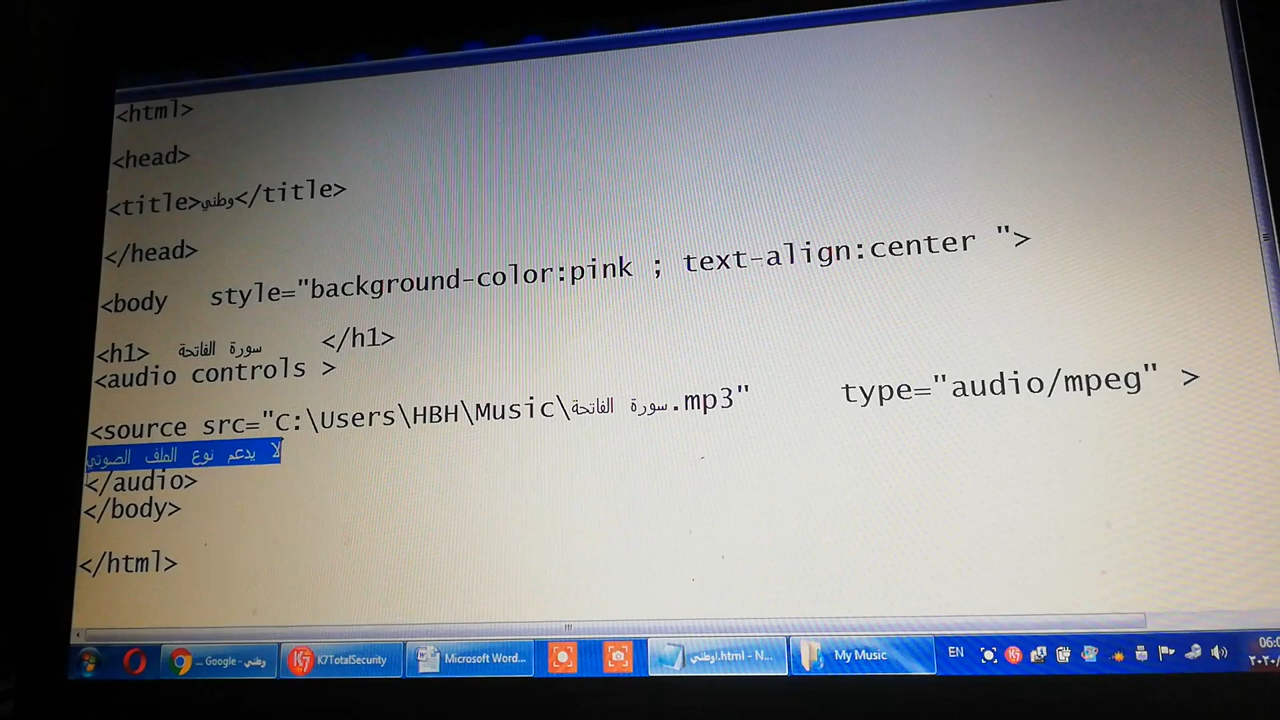 <html>
<head>
<title>وطني</title>
</head>
<body style="background-color:pink ; text-align:center ">
<h1> سورة الفاتحة </h1>
<audio controls >
<source src="C:\Users\HBH\Music\سورة الفاتحة.mp3" type="audio/mpeg" >
لا يدعم نوع الملف الصوتي
</audio>
</body>
</html>
وطني - Google ...
K7TotalSecurity
Microsoft Word...
وطني.html - N...
My Music
EN